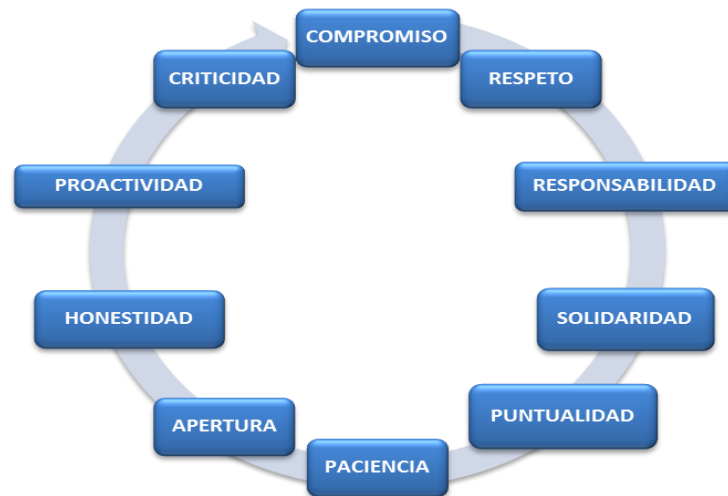 COMPROMISO
RESPETO
RESPONSABILIDAD
SOLIDARIDAD
PUNTUALIDAD
PACIENCIA
APERTURA
HONESTIDAD
PROACTIVIDAD
CRITICIDAD